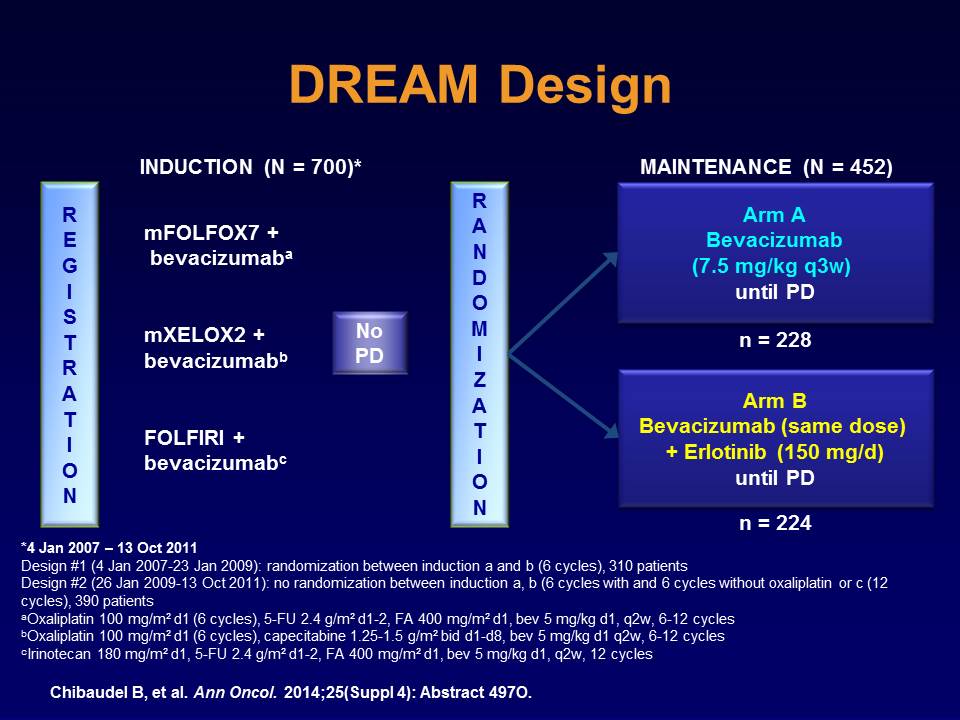 DREAM Design
INDUCTION (N = 700)*
MAINTENANCE (N = 452)
REGISTRATION
mFOLFOX7 +
bevacizumabᵃ
mXELOX2 +
bevacizumabᵇ
FOLFIRI +
bevacizumabᶜ
No
PD
RANDOMIZATION
Arm A
Bevacizumab
(7.5 mg/kg q3w)
until PD
n = 228
Arm B
Bevacizumab (same dose)
+ Erlotinib (150 mg/d)
until PD
n = 224
*4 Jan 2007 – 13 Oct 2011
Design #1 (4 Jan 2007-23 Jan 2009): randomization between induction a and b (6 cycles), 310 patients
Design #2 (26 Jan 2009-13 Oct 2011): no randomization between induction a, b (6 cycles with and 6 cycles without oxaliplatin or c (12
cycles), 390 patients
ᵃOxaliplatin 100 mg/m² d1 (6 cycles), 5-FU 2.4 g/m² d1-2, FA 400 mg/m² d1, bev 5 mg/kg d1, q2w, 6-12 cycles
ᵇOxaliplatin 100 mg/m² d1 (6 cycles), capecitabine 1.25-1.5 g/m² bid d1-d8, bev 5 mg/kg d1 q2w, 6-12 cycles
ᶜIrinotecan 180 mg/m² d1, 5-FU 2.4 g/m² d1-2, FA 400 mg/m² d1, bev 5 mg/kg d1, q2w, 12 cycles
Chibaudel B, et al. Ann Oncol. 2014;25(Suppl 4): Abstract 497O.